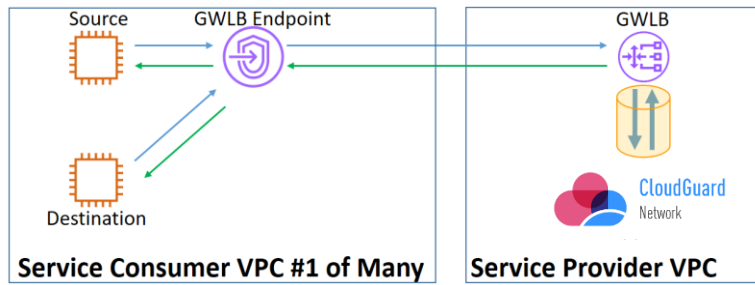 Source
GWLB Endpoint
GWLB
Destination
CloudGuard
Network
Service Consumer VPC #1 of Many
Service Provider VPC